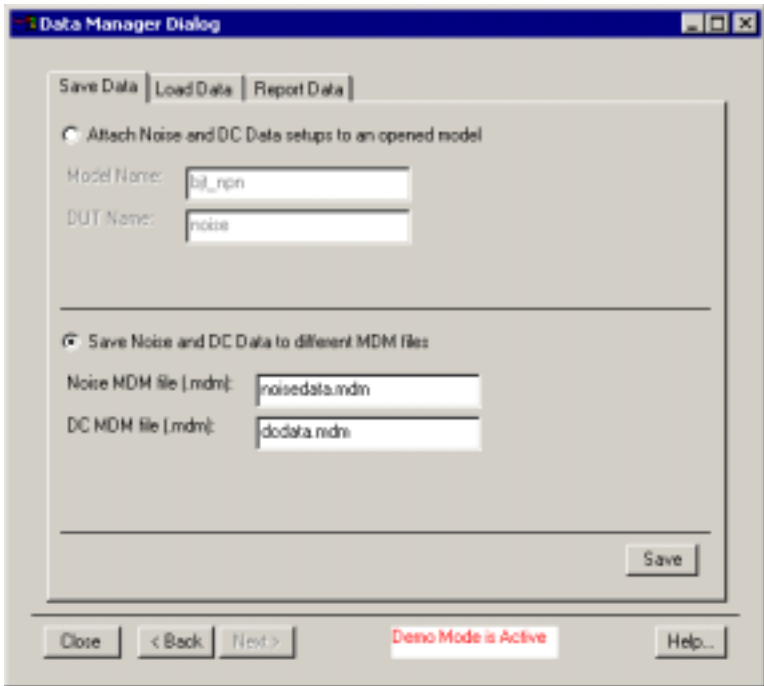 Data Manager Dialog
Save Data Load Data Report Data
Attach Noise and DC Data setups to an opened model
Model Name: bjt_npn
DUT Name: noise
Save Noise and DC Data to different MDM files
Noise MDM file (.mdm): noisedata.mdm
DC MDM file (.mdm): dcdata.mdm
Save
Close < Back Next > Demo Mode is Active Help...